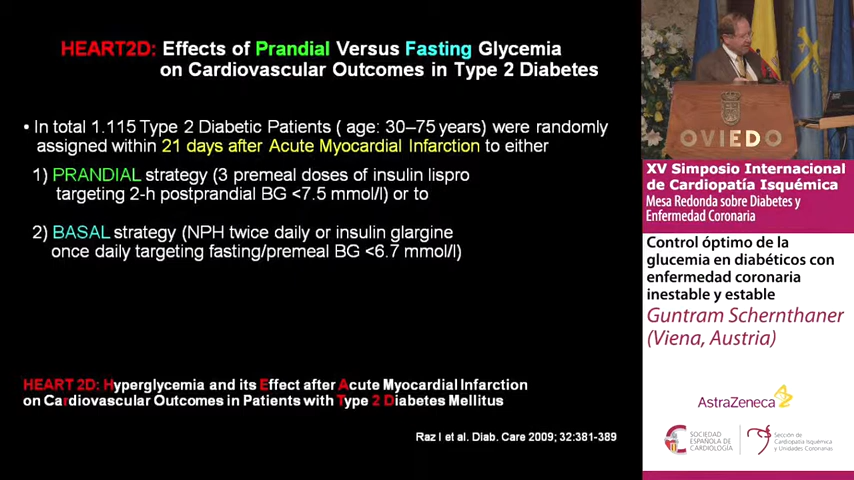 HEART2D: Effects of Prandial Versus Fasting Glycemia
on Cardiovascular Outcomes in Type 2 Diabetes
• In total 1.115 Type 2 Diabetic Patients ( age: 30–75 years) were randomly
assigned within 21 days after Acute Myocardial Infarction to either
1) PRANDIAL strategy (3 premeal doses of insulin lispro
targeting 2-h postprandial BG <7.5 mmol/l) or to
2) BASAL strategy (NPH twice daily or insulin glargine
once daily targeting fasting/premeal BG <6.7 mmol/l)
HEART 2D: Hyperglycemia and its Effect after Acute Myocardial Infarction
on Cardiovascular Outcomes in Patients with Type 2 Diabetes Mellitus
Raz I et al. Diab. Care 2009; 32:381-389
OVIEDO
XV Simposio Internacional
de Cardiopatía Isquémica
Mesa Redonda sobre Diabetes y
Enfermedad Coronaria
Control óptimo de la
glucemia en diabéticos con
enfermedad coronaria
inestable y estable
Guntram Schernthaner
(Viena, Austria)
AstraZeneca
SOCIEDAD
ESPAÑOLA DE
CARDIOLOGÍA
Sección de
Cardiopatía Isquémica
y Unidades Coronarias